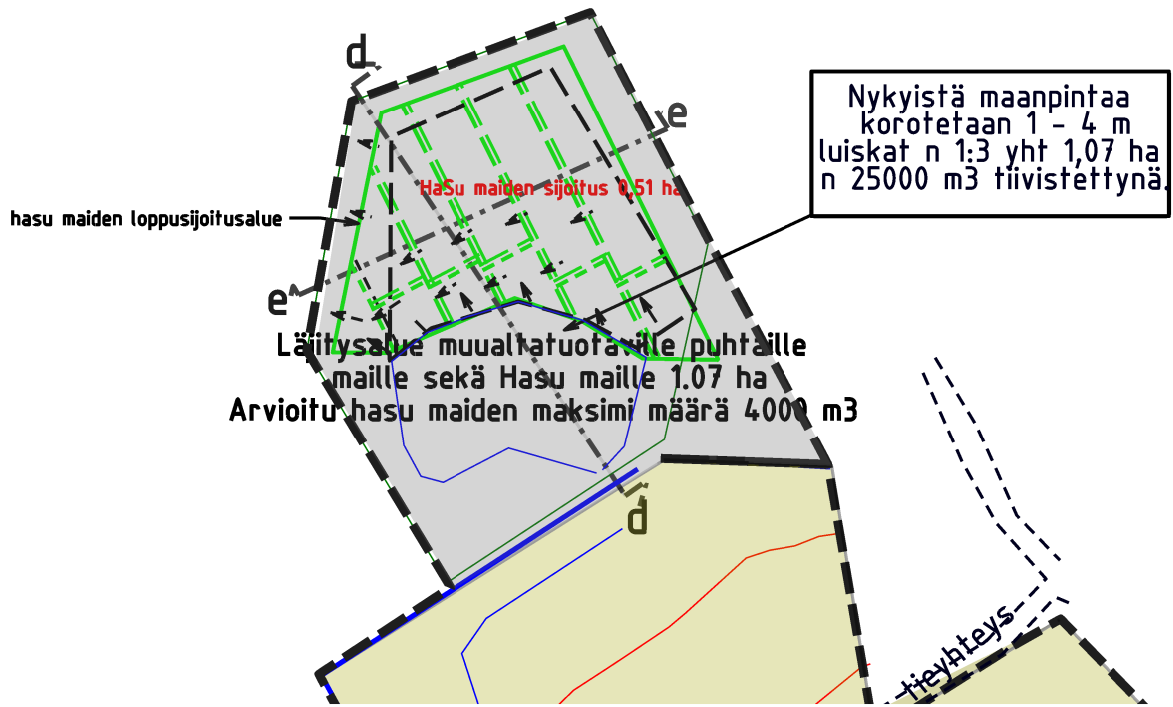 d
e
Nykyistä maanpintaa
korotetaan 1 - 4 m
luiskat n 1:3 yht 1,07 ha
n 25000 m3 tiivistettynä.
HaSu maiden sijoitus 0,51 ha
hasu maiden loppusijoitusalue
e
Läjitysalue muualtatuotaville puhtaille
maille sekä Hasu maille 1.07 ha
Arvioitu hasu maiden maksimi määrä 4000 m3
d
tieyhteys